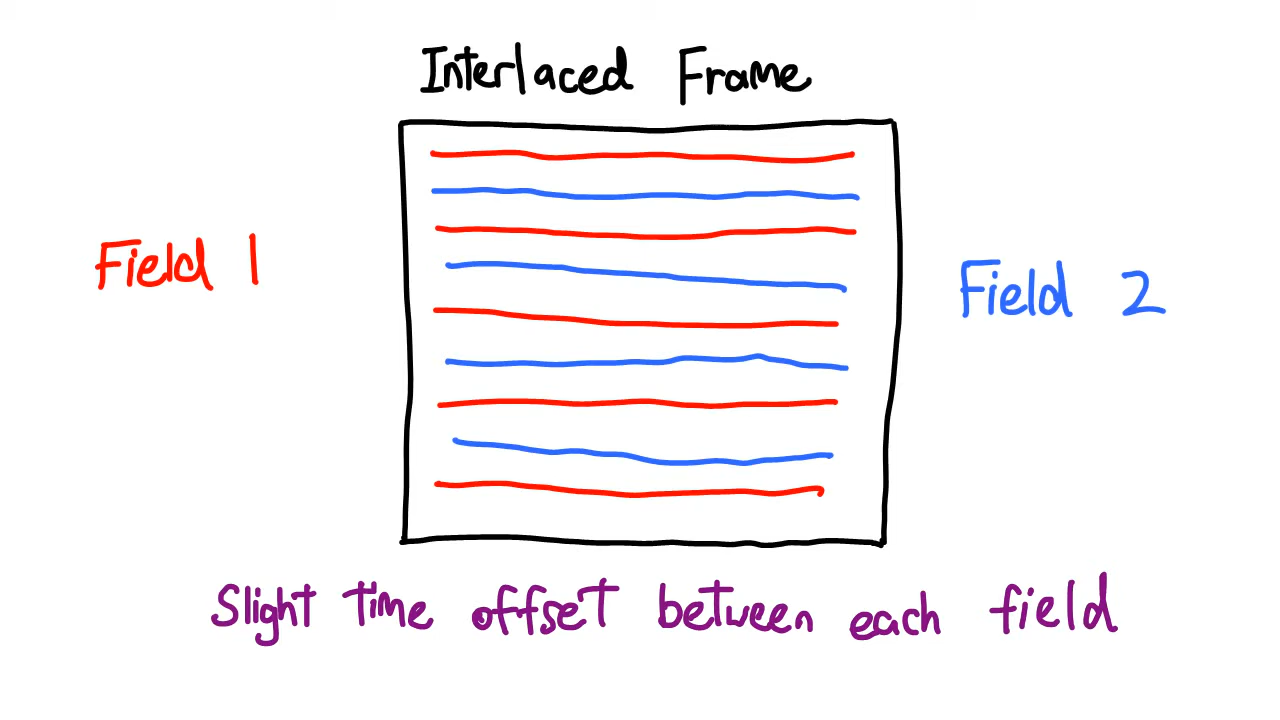 Interlaced Frame
Field 1
Field 2
Slight time offset between each field